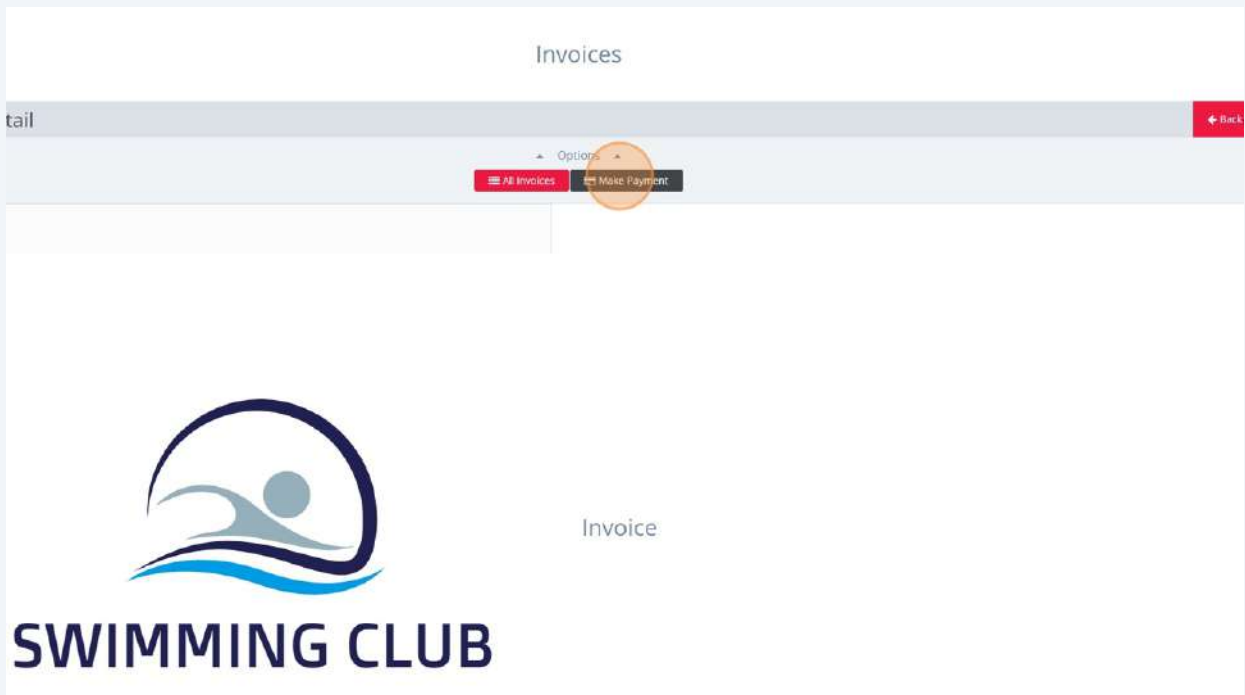 Invoices
tail
Back
Options
All Invoices Make Payment
Invoice
SWIMMING CLUB